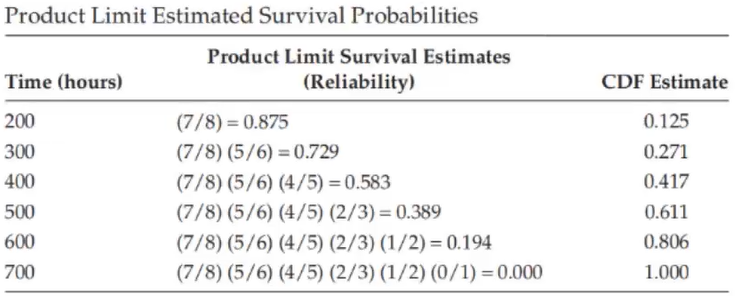 Product Limit Estimated Survival Probabilities
Product Limit Survival Estimates
Time (hours) (Reliability) CDF Estimate
200 (7/8) = 0.875 0.125
300 (7/8) (5/6) = 0.729 0.271
400 (7/8) (5/6) (4/5) = 0.583 0.417
500 (7/8) (5/6) (4/5) (2/3) = 0.389 0.611
600 (7/8) (5/6) (4/5) (2/3) (1/2) = 0.194 0.806
700 (7/8) (5/6) (4/5) (2/3) (1/2) (0/1) = 0.000 1.000